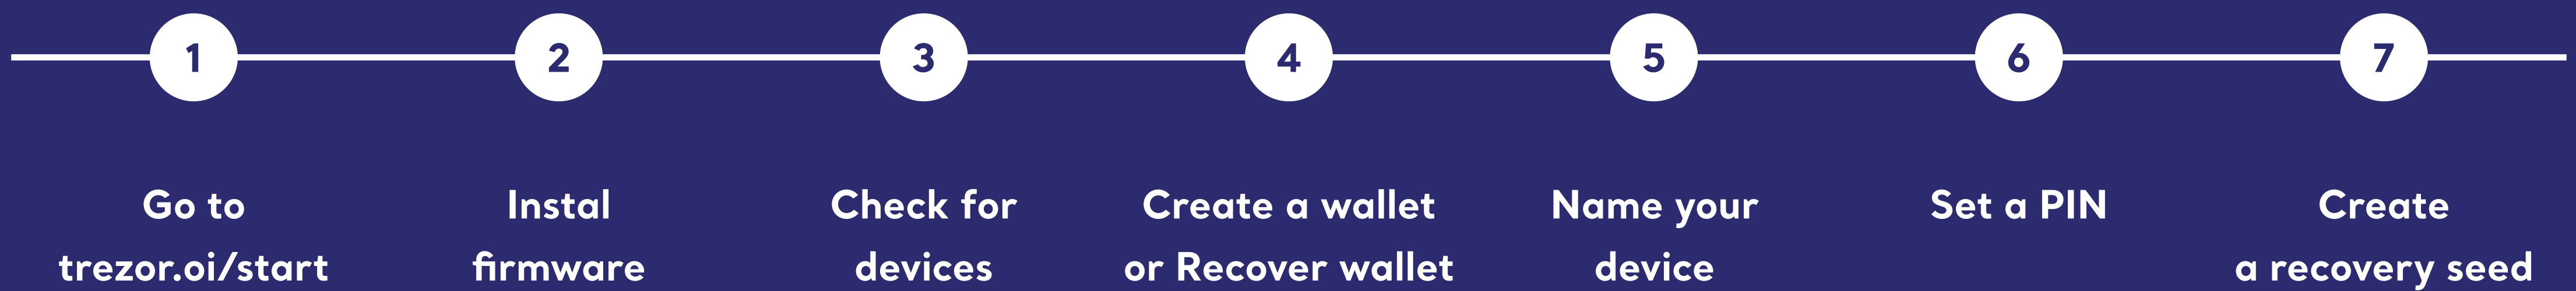 1
2
3
4
5
6
7
Go to
trezor.oi/start
Instal
firmware
Check for
devices
Create a wallet
or Recover wallet
Name your
device
Set a PIN
Create
a recovery seed